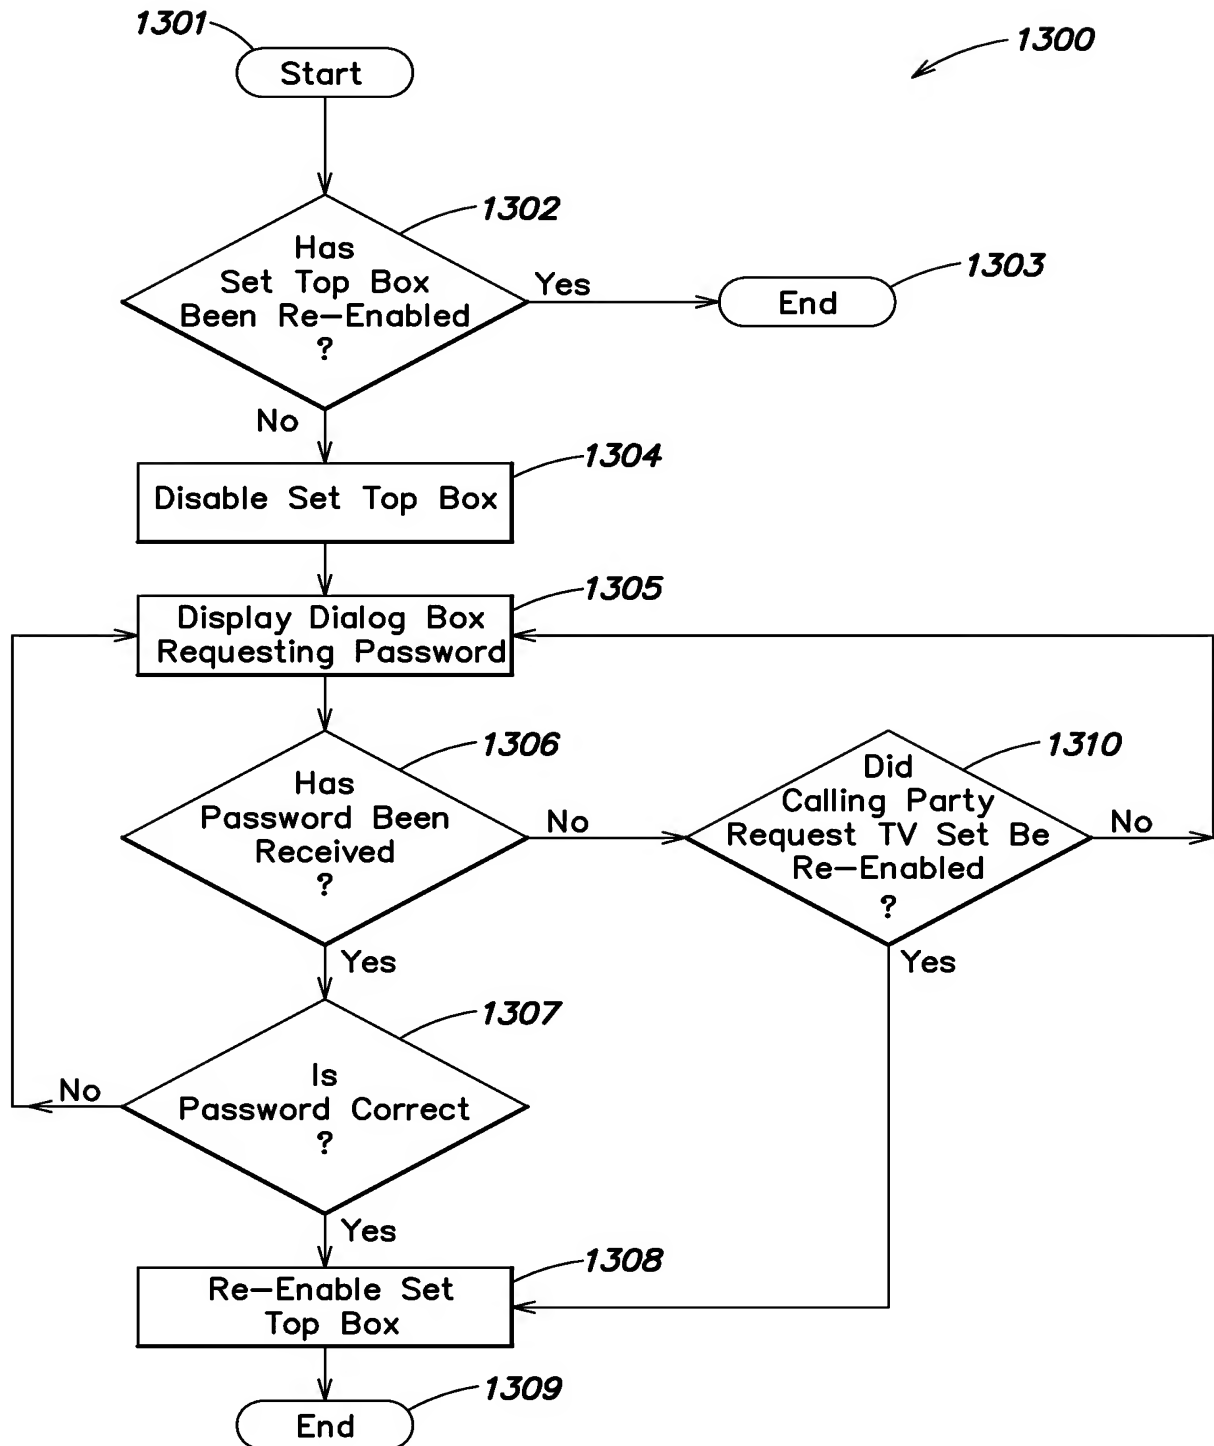 1301
Start
1300
1302
Has
Set Top Box
Been Re-Enabled
?
Yes
1303
End
No
1304
Disable Set Top Box
1305
Display Dialog Box
Requesting Password
1306
Has
Password Been
Received
?
No
1310
Did
Calling Party
Request TV Set Be
Re-Enabled
?
No
Yes
Yes
1307
Is
Password Correct
?
No
Yes
1308
Re-Enable Set
Top Box
1309
End